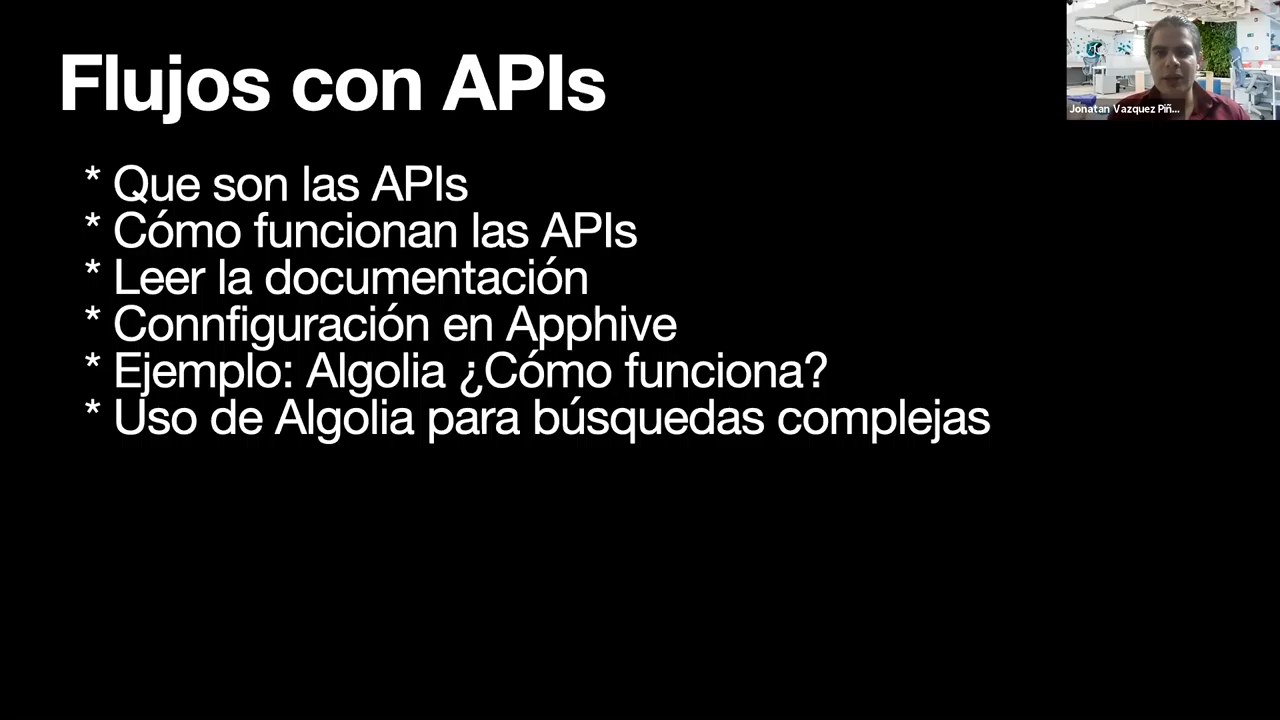 Flujos con APIs
* Que son las APIs
* Cómo funcionan las APIs
* Leer la documentación
* Connfiguración en Apphive
* Ejemplo: Algolia ¿Cómo funciona?
* Uso de Algolia para búsquedas complejas
Jonatan Vazquez Piñ...